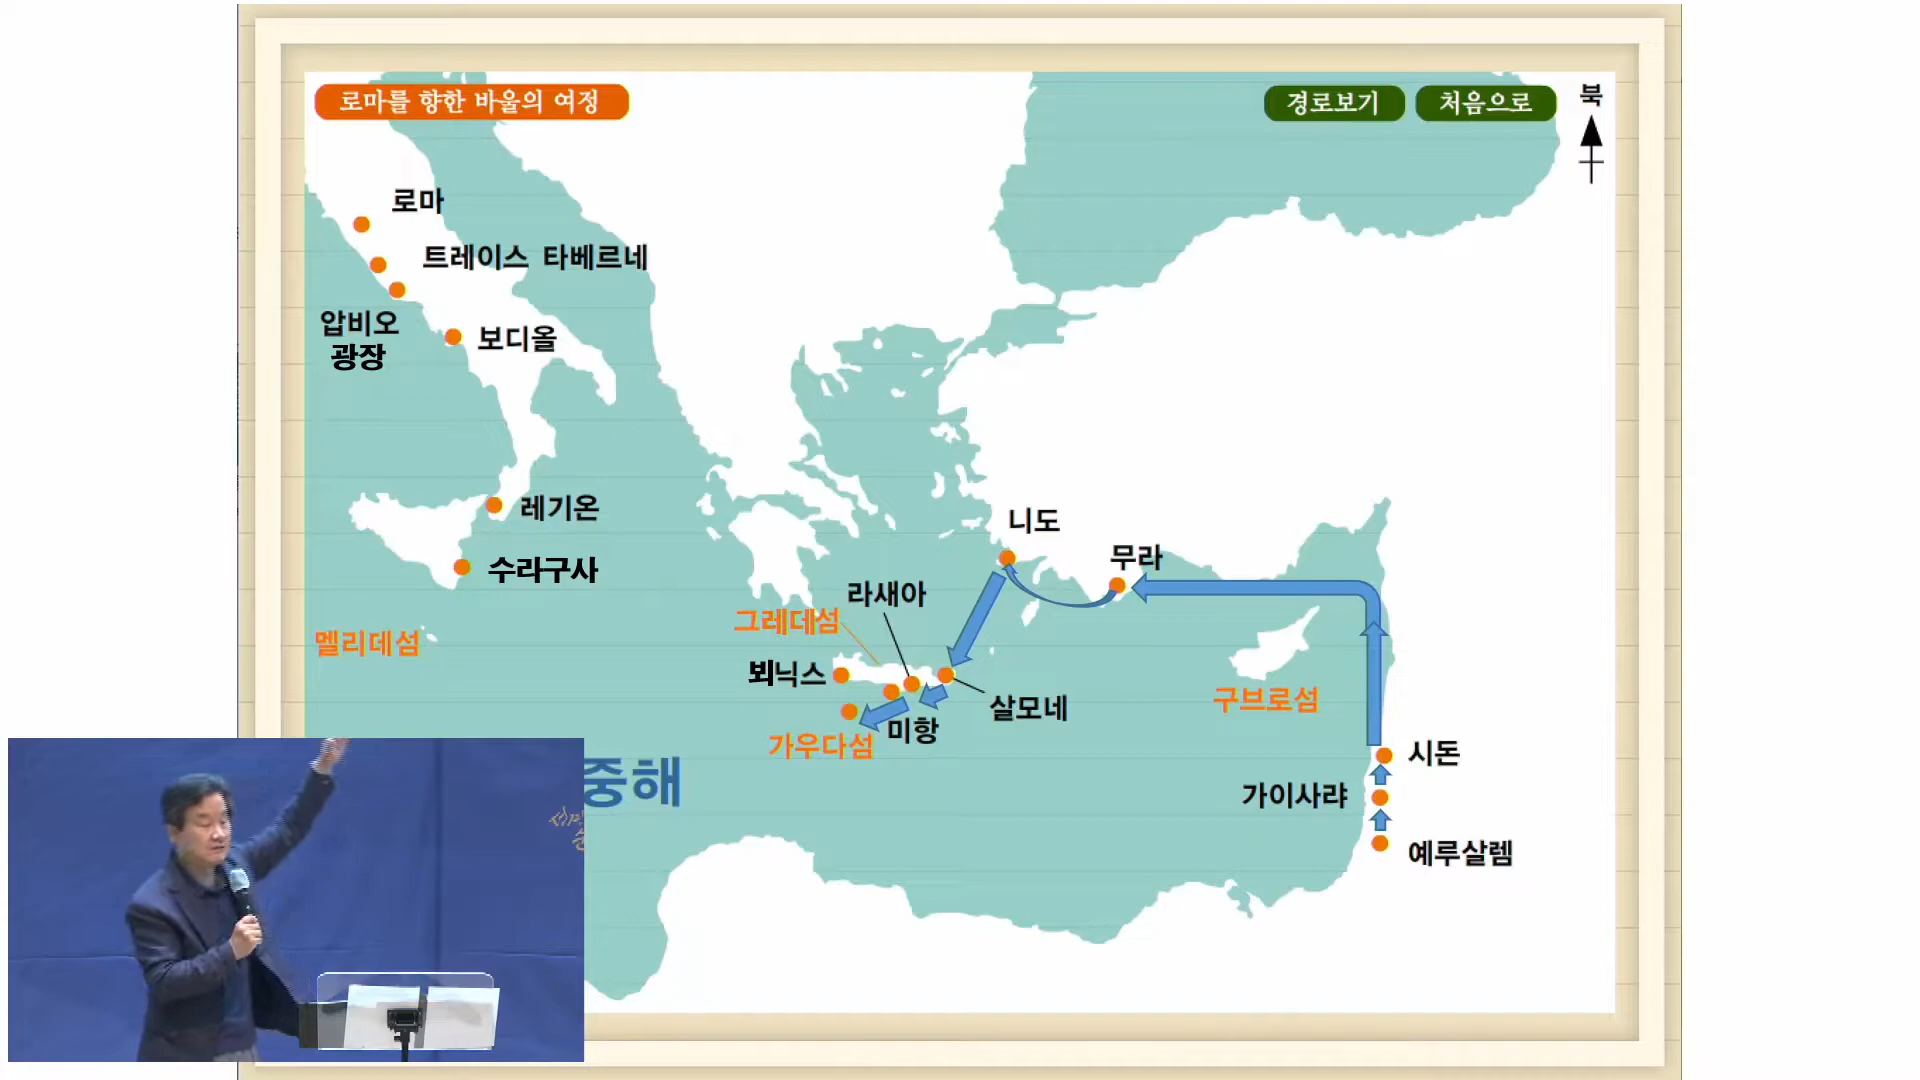 로마를 향한 바울의 여정
경로보기
처음으로
북
로마
트레이스 타베르네
압비오
광장
보디올
레기온
수라구사
멜리데섬
니도
무라
라새아
그레데섬
뵈닉스
살모네
미항
가우다섬
구브로섬
중해
시돈
가이사랴
예루살렘